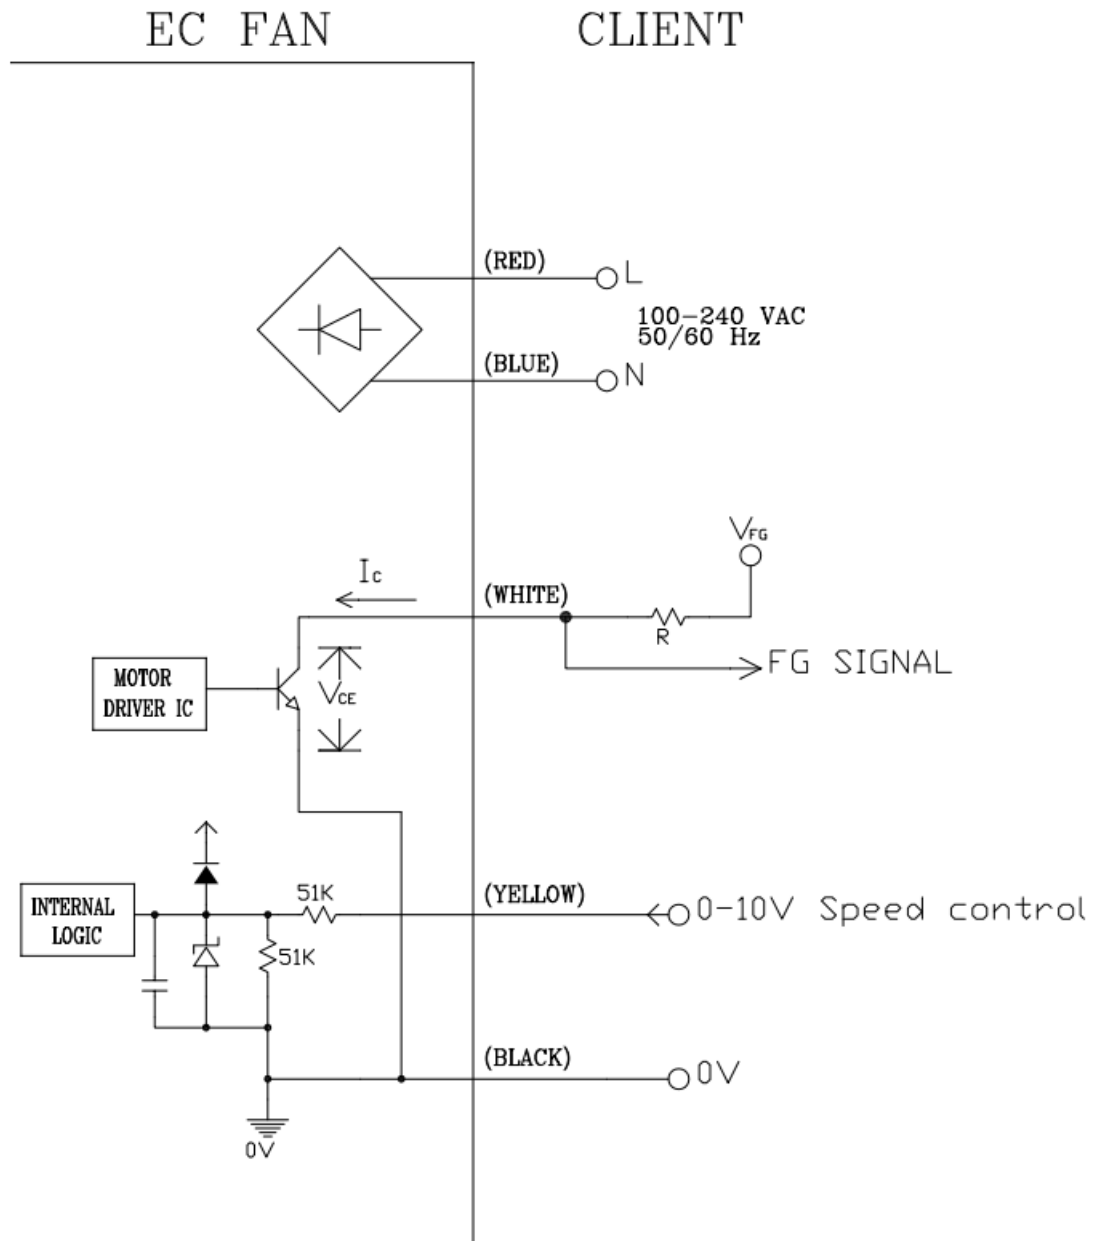 EC FAN
CLIENT
(RED)
L
100-240 VAC
50/60 Hz
(BLUE)
N
VFG
Ic
(WHITE)
R
FG SIGNAL
MOTOR
DRIVER IC
VCE
51K
(YELLOW)
0-10V Speed control
INTERNAL
LOGIC
51K
(BLACK)
0V
0V